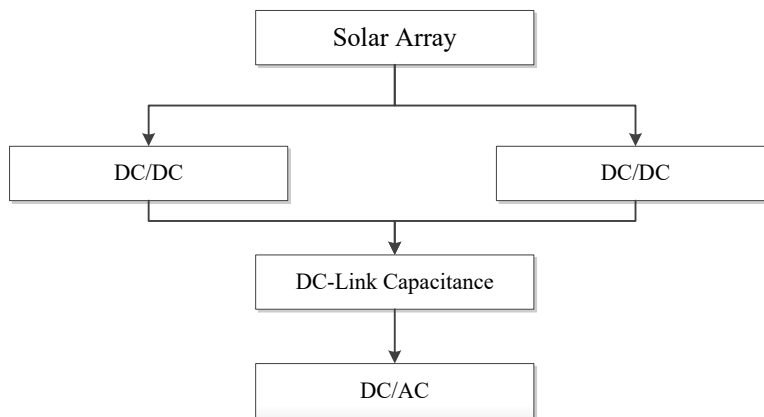 Solar Array
DC/DC
DC/DC
DC-Link Capacitance
DC/AC